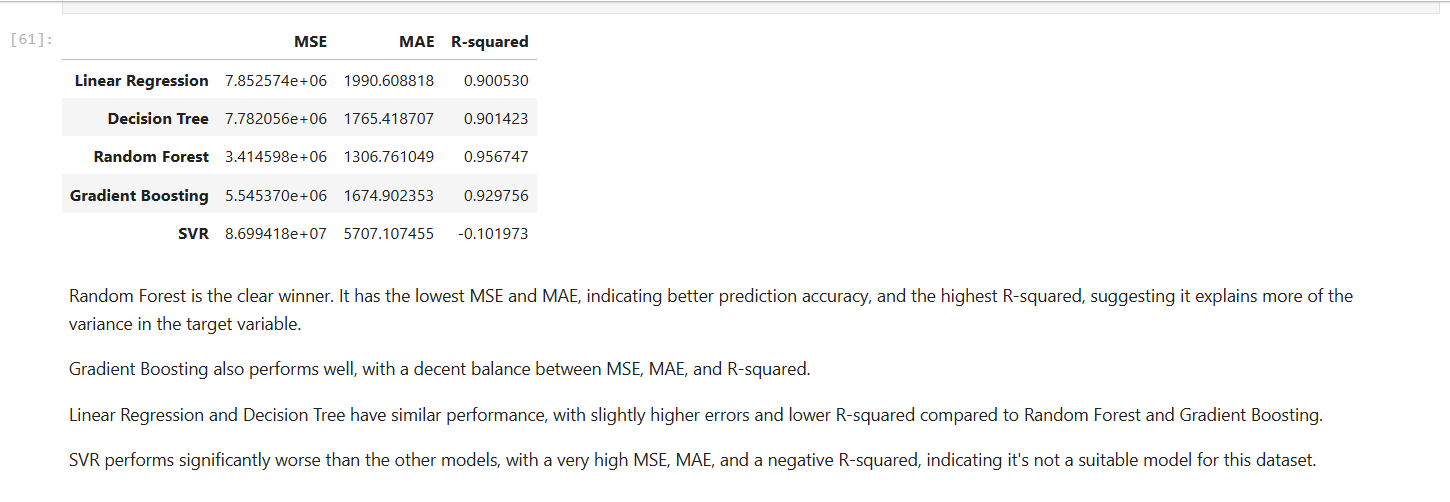 [61]:
MSE MAE R-squared
Linear Regression 7.852574e+06 1990.608818 0.900530
Decision Tree 7.782056e+06 1765.418707 0.901423
Random Forest 3.414598e+06 1306.761049 0.956747
Gradient Boosting 5.545370e+06 1674.902353 0.929756
SVR 8.699418e+07 5707.107455 -0.101973
Random Forest is the clear winner. It has the lowest MSE and MAE, indicating better prediction accuracy, and the highest R-squared, suggesting it explains more of the
variance in the target variable.
Gradient Boosting also performs well, with a decent balance between MSE, MAE, and R-squared.
Linear Regression and Decision Tree have similar performance, with slightly higher errors and lower R-squared compared to Random Forest and Gradient Boosting.
SVR performs significantly worse than the other models, with a very high MSE, MAE, and a negative R-squared, indicating it's not a suitable model for this dataset.